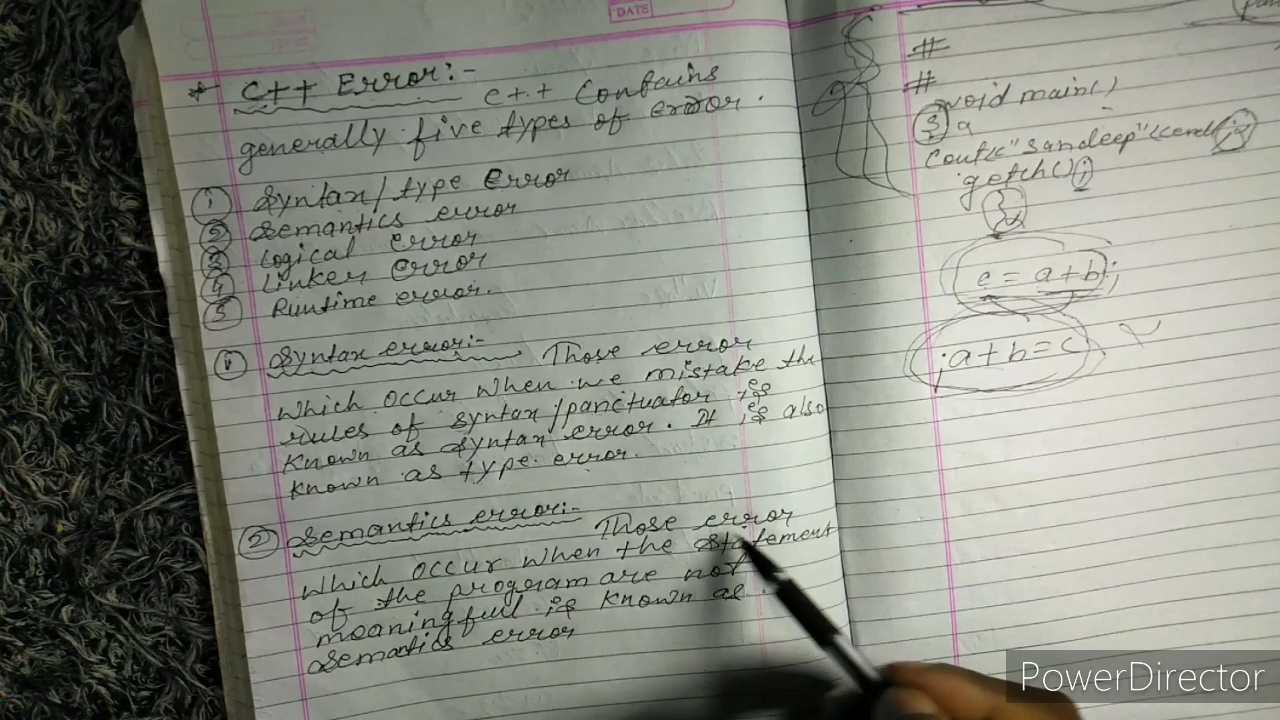 DATE
* C++ Error:-
C++ Contains
generally five types of error.
① Syntax/type error
② Semantics error
③ Logical error
④ Linker error
⑤ Runtime error.
① Syntax error:- Those error
which occur when we mistake the
rules of syntax/panctuator is
known as syntax error. It is also
known as type error.
② Semantics error:- Those error
which occur when the statement
of the program are not
meaningful is known as
Semantics error
#
#
void main()
{ a
Cout<<"sandeep"<<endl;
getch();
}
c = a+b;
;a+b=c
PowerDirector